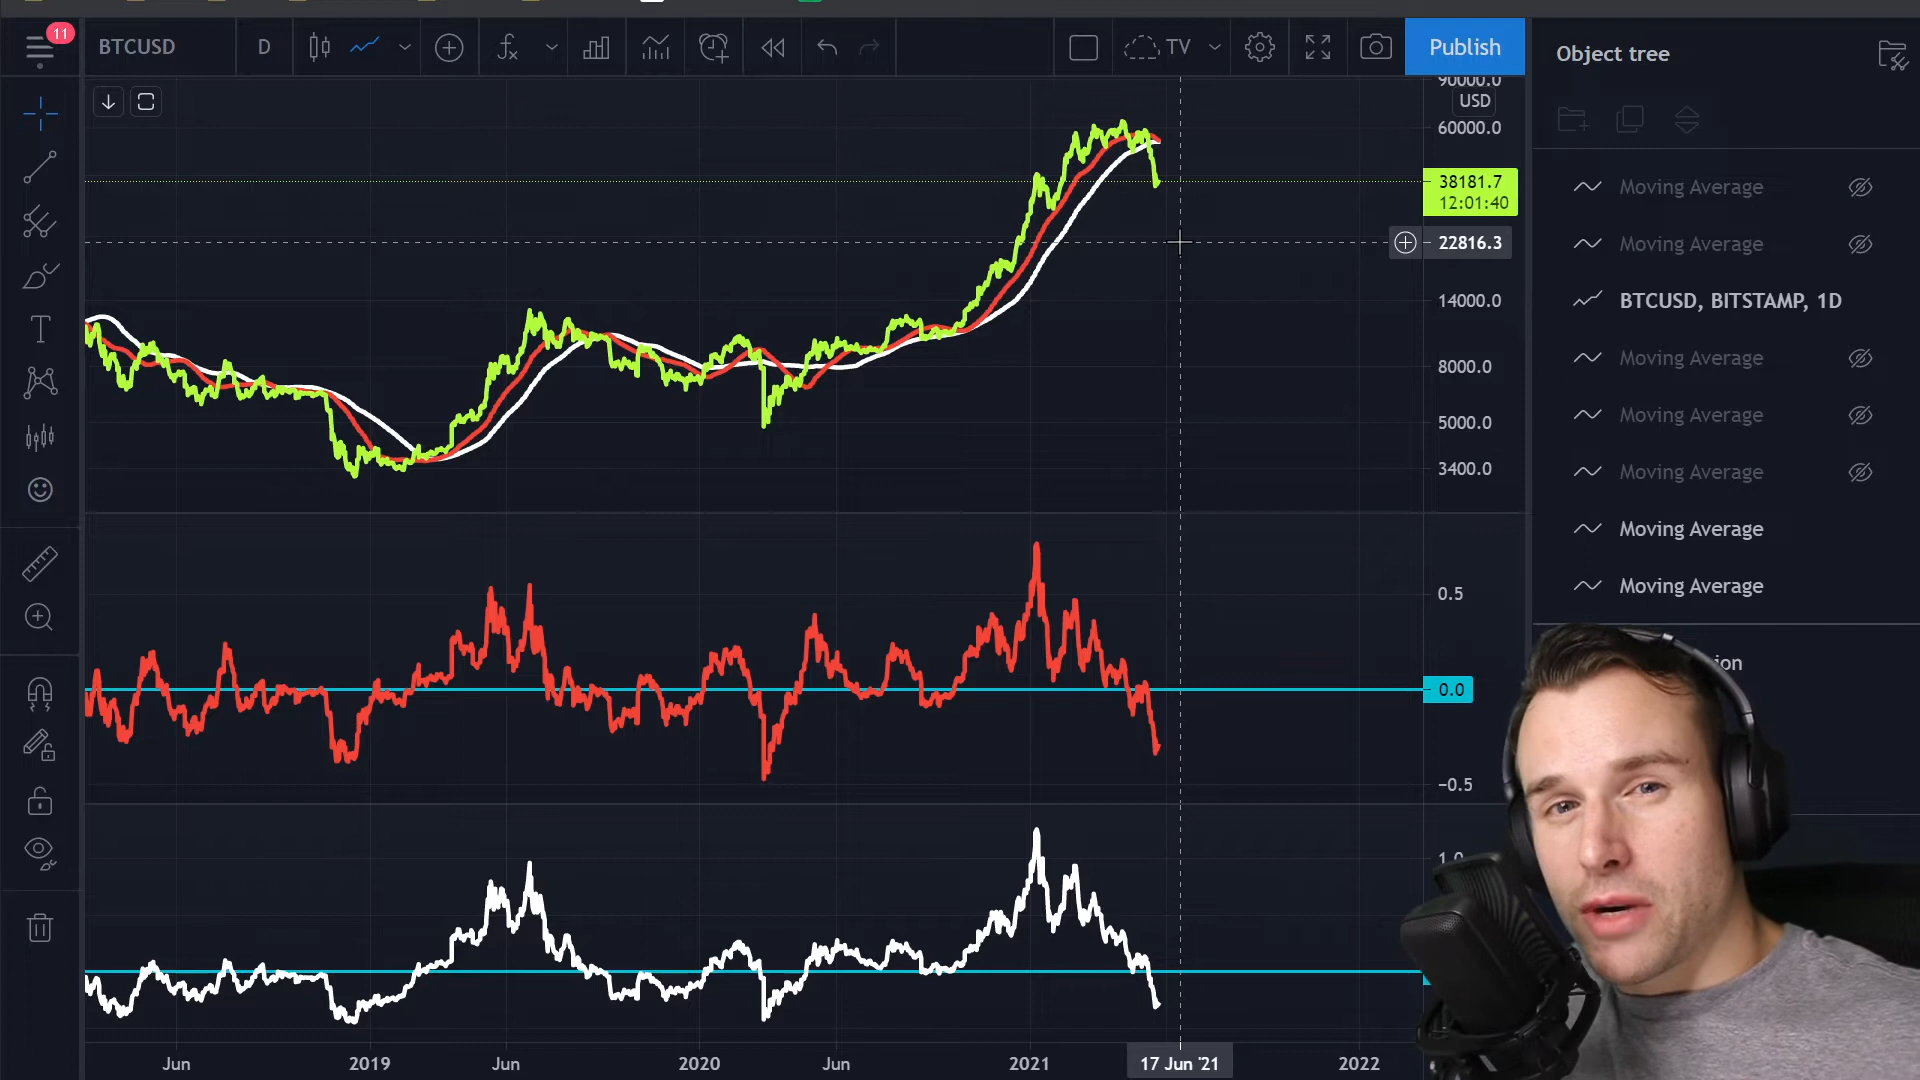 11
BTCUSD
D
TV
Publish
Object tree
90000.0
USD
60000.0
38181.7
12:01:40
22816.3
14000.0
8000.0
5000.0
3400.0
0.5
0.0
−0.5
1.0
Moving Average
Moving Average
BTCUSD, BITSTAMP, 1D
Moving Average
Moving Average
Moving Average
Moving Average
Moving Average
Jun
2019
Jun
2020
Jun
2021
17 Jun '21
2022